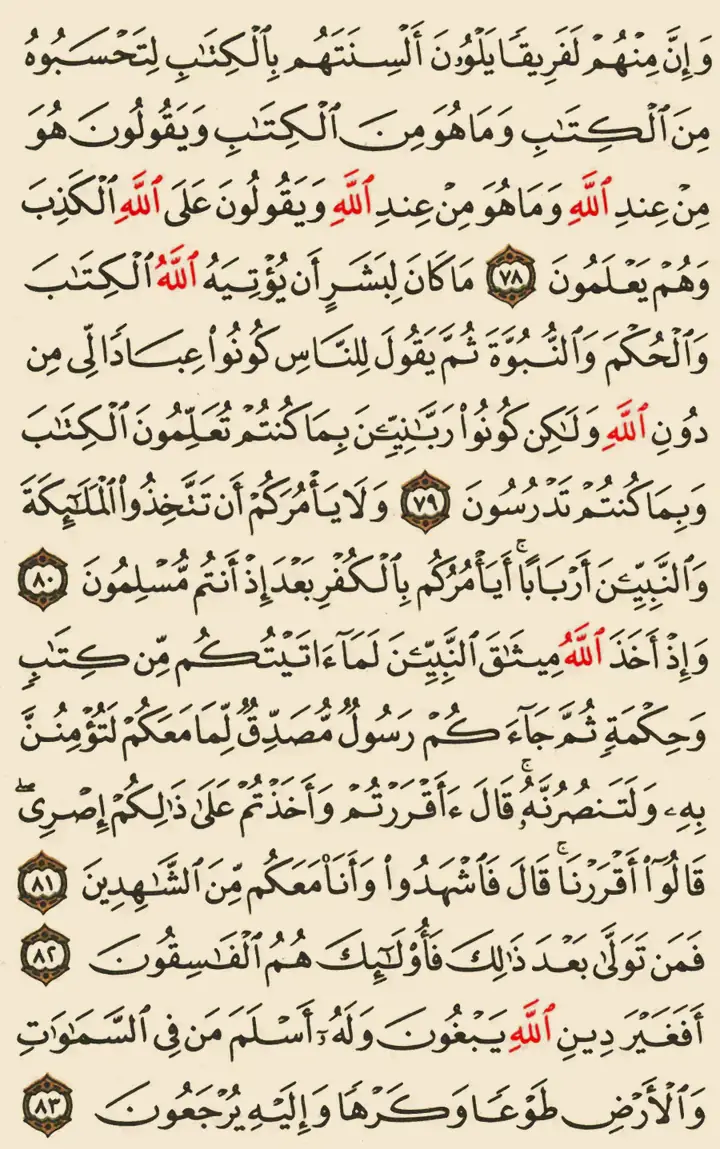 وَإِنَّ مِنْهُمْ لَفَرِيقًا يَلْوُۥنَ أَلْسِنَتَهُم بِٱلْكِتَٰبِ لِتَحْسَبُوهُ
مِنَ ٱلْكِتَٰبِ وَمَا هُوَ مِنَ ٱلْكِتَٰبِ وَيَقُولُونَ هُوَ
مِنْ عِندِ ٱللَّهِ وَمَا هُوَ مِنْ عِندِ ٱللَّهِ وَيَقُولُونَ عَلَى ٱللَّهِ ٱلْكَذِبَ
وَهُمْ يَعْلَمُونَ ٧٨ مَا كَانَ لِبَشَرٍ أَن يُؤْتِيَهُ ٱللَّهُ ٱلْكِتَٰبَ
وَٱلْحُكْمَ وَٱلنُّبُوَّةَ ثُمَّ يَقُولَ لِلنَّاسِ كُونُوا۟ عِبَادًا لِّى مِن
دُونِ ٱللَّهِ وَلَٰكِن كُونُوا۟ رَبَّٰنِيِّۦنَ بِمَا كُنتُمْ تُعَلِّمُونَ ٱلْكِتَٰبَ
وَبِمَا كُنتُمْ تَدْرُسُونَ ٧٩ وَلَا يَأْمُرَكُمْ أَن تَتَّخِذُوا۟ ٱلْمَلَٰٓئِكَةَ
وَٱلنَّبِيِّۦنَ أَرْبَابًا ۚ أَيَأْمُرُكُم بِٱلْكُفْرِ بَعْدَ إِذْ أَنتُم مُّسْلِمُونَ ٨٠
وَإِذْ أَخَذَ ٱللَّهُ مِيثَٰقَ ٱلنَّبِيِّۦنَ لَمَآ ءَاتَيْتُكُم مِّن كِتَٰبٍ
وَحِكْمَةٍ ثُمَّ جَآءَكُمْ رَسُولٌ مُّصَدِّقٌ لِّمَا مَعَكُمْ لَتُؤْمِنُنَّ
بِهِۦ وَلَتَنصُرُنَّهُۥ ۚ قَالَ ءَأَقْرَرْتُمْ وَأَخَذْتُمْ عَلَىٰ ذَٰلِكُمْ إِصْرِى ۖ
قَالُوٓا۟ أَقْرَرْنَا ۚ قَالَ فَٱشْهَدُوا۟ وَأَنَا۠ مَعَكُم مِّنَ ٱلشَّٰهِدِينَ ٨١
فَمَن تَوَلَّىٰ بَعْدَ ذَٰلِكَ فَأُو۟لَٰٓئِكَ هُمُ ٱلْفَٰسِقُونَ ٨٢
أَفَغَيْرَ دِينِ ٱللَّهِ يَبْغُونَ وَلَهُۥٓ أَسْلَمَ مَن فِى ٱلسَّمَٰوَٰتِ
وَٱلْأَرْضِ طَوْعًا وَكَرْهًا وَإِلَيْهِ يُرْجَعُونَ ٨٣